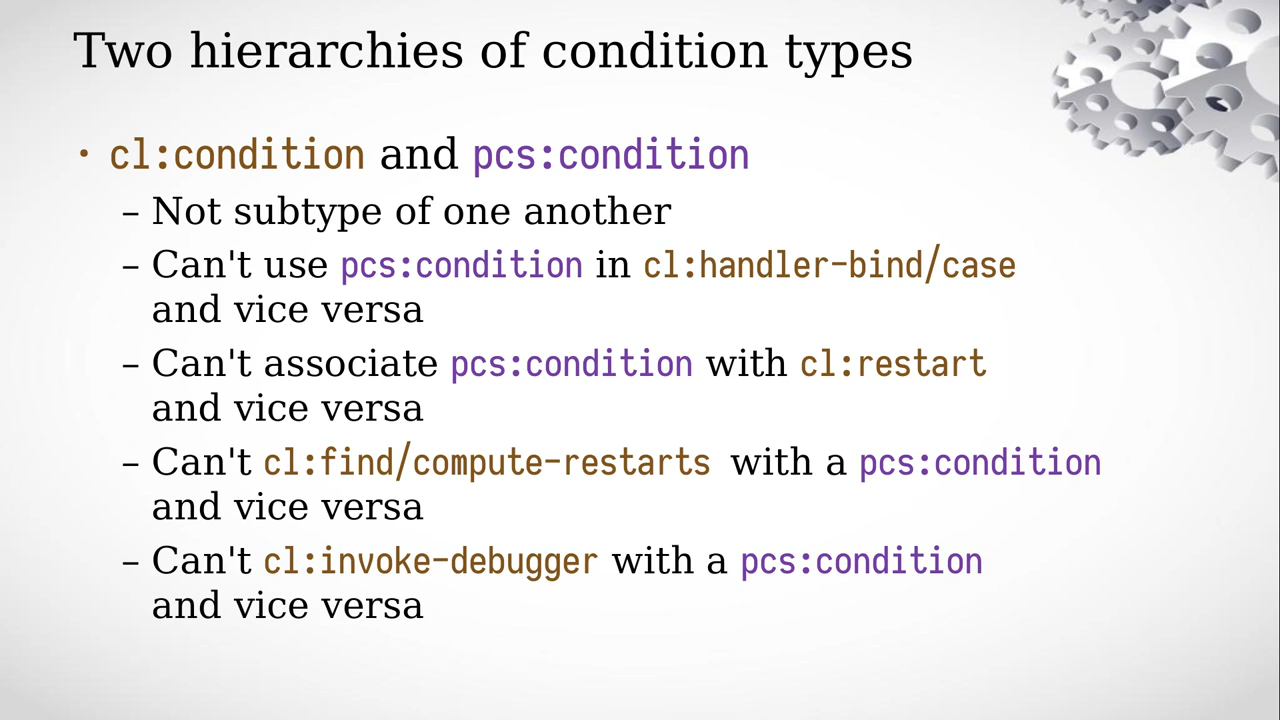 Two hierarchies of condition types
• cl:condition and pcs:condition
– Not subtype of one another
– Can't use pcs:condition in cl:handler-bind/case
and vice versa
– Can't associate pcs:condition with cl:restart
and vice versa
– Can't cl:find/compute-restarts with a pcs:condition
and vice versa
– Can't cl:invoke-debugger with a pcs:condition
and vice versa